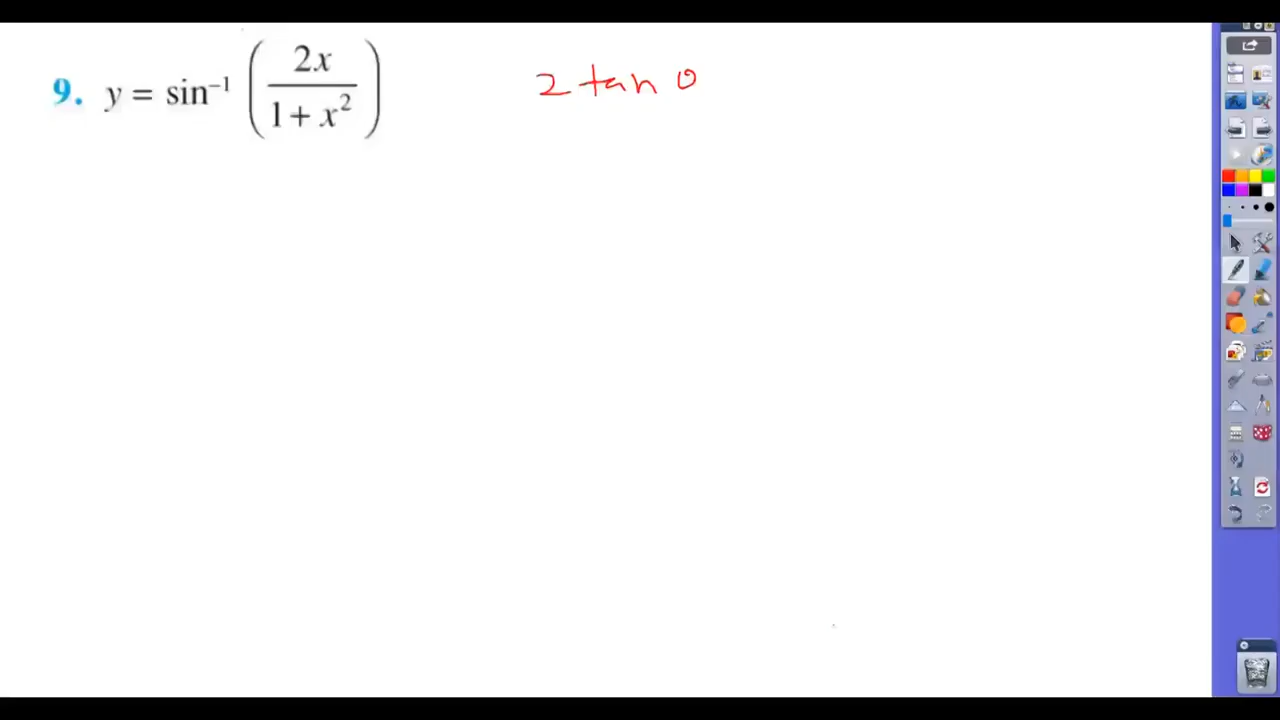 9. y = sin⁻¹ (2x / 1 + x²)
2 tan θ